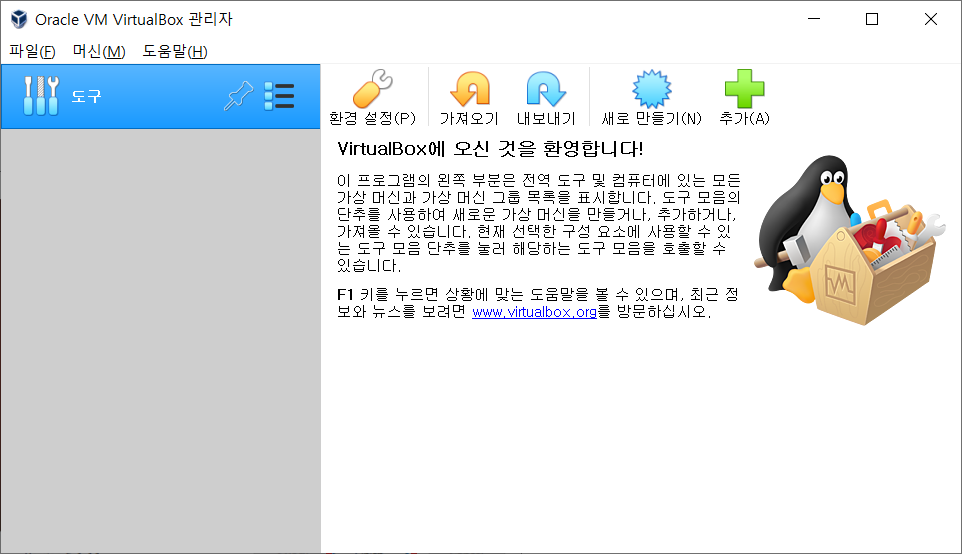 Oracle VM VirtualBox 관리자
파일(F) 머신(M) 도움말(H)
도구
환경 설정(P) 가져오기 내보내기 새로 만들기(N) 추가(A)
VirtualBox에 오신 것을 환영합니다!
이 프로그램의 왼쪽 부분은 전역 도구 및 컴퓨터에 있는 모든
가상 머신과 가상 머신 그룹 목록을 표시합니다. 도구 모음의
단추를 사용하여 새로운 가상 머신을 만들거나, 추가하거나,
가져올 수 있습니다. 현재 선택한 구성 요소에 사용할 수 있
는 도구 모음 단추를 눌러 해당하는 도구 모음을 호출할 수
있습니다.
F1 키를 누르면 상황에 맞는 도움말을 볼 수 있으며, 최근 정
보와 뉴스를 보려면 www.virtualbox.org를 방문하십시오.